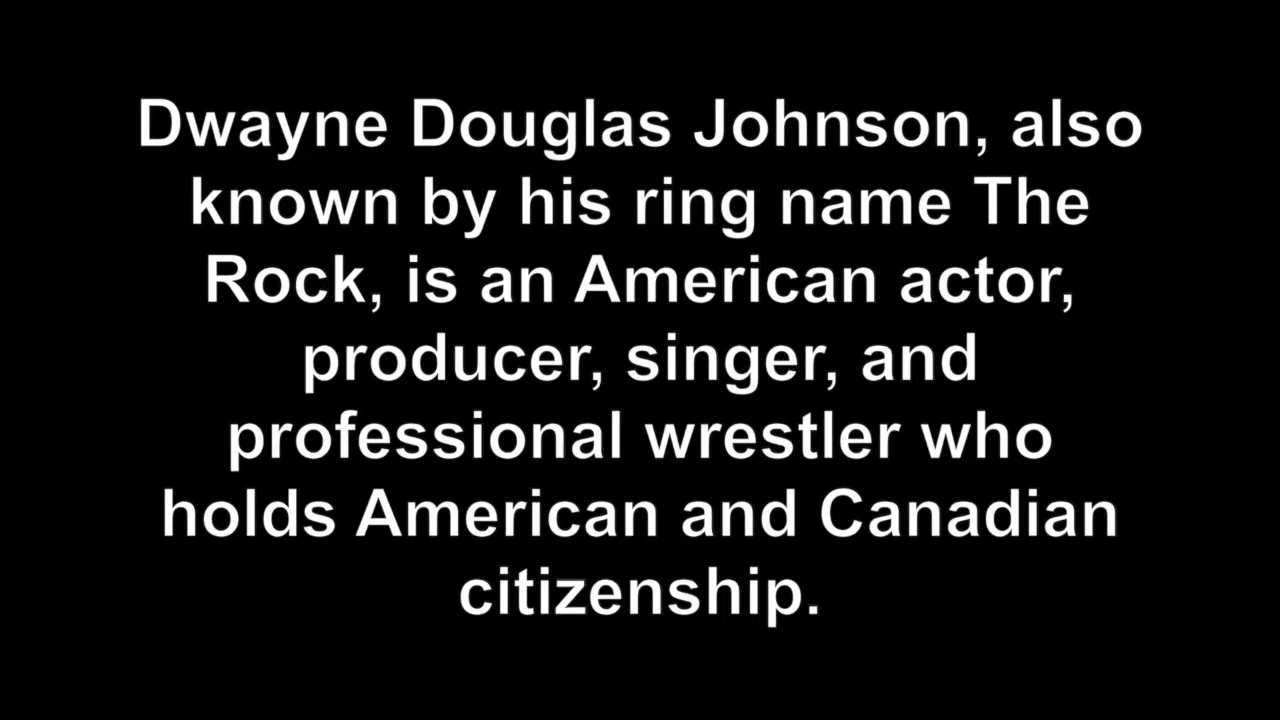 Dwayne Douglas Johnson, also
known by his ring name The
Rock, is an American actor,
producer, singer, and
professional wrestler who
holds American and Canadian
citizenship.